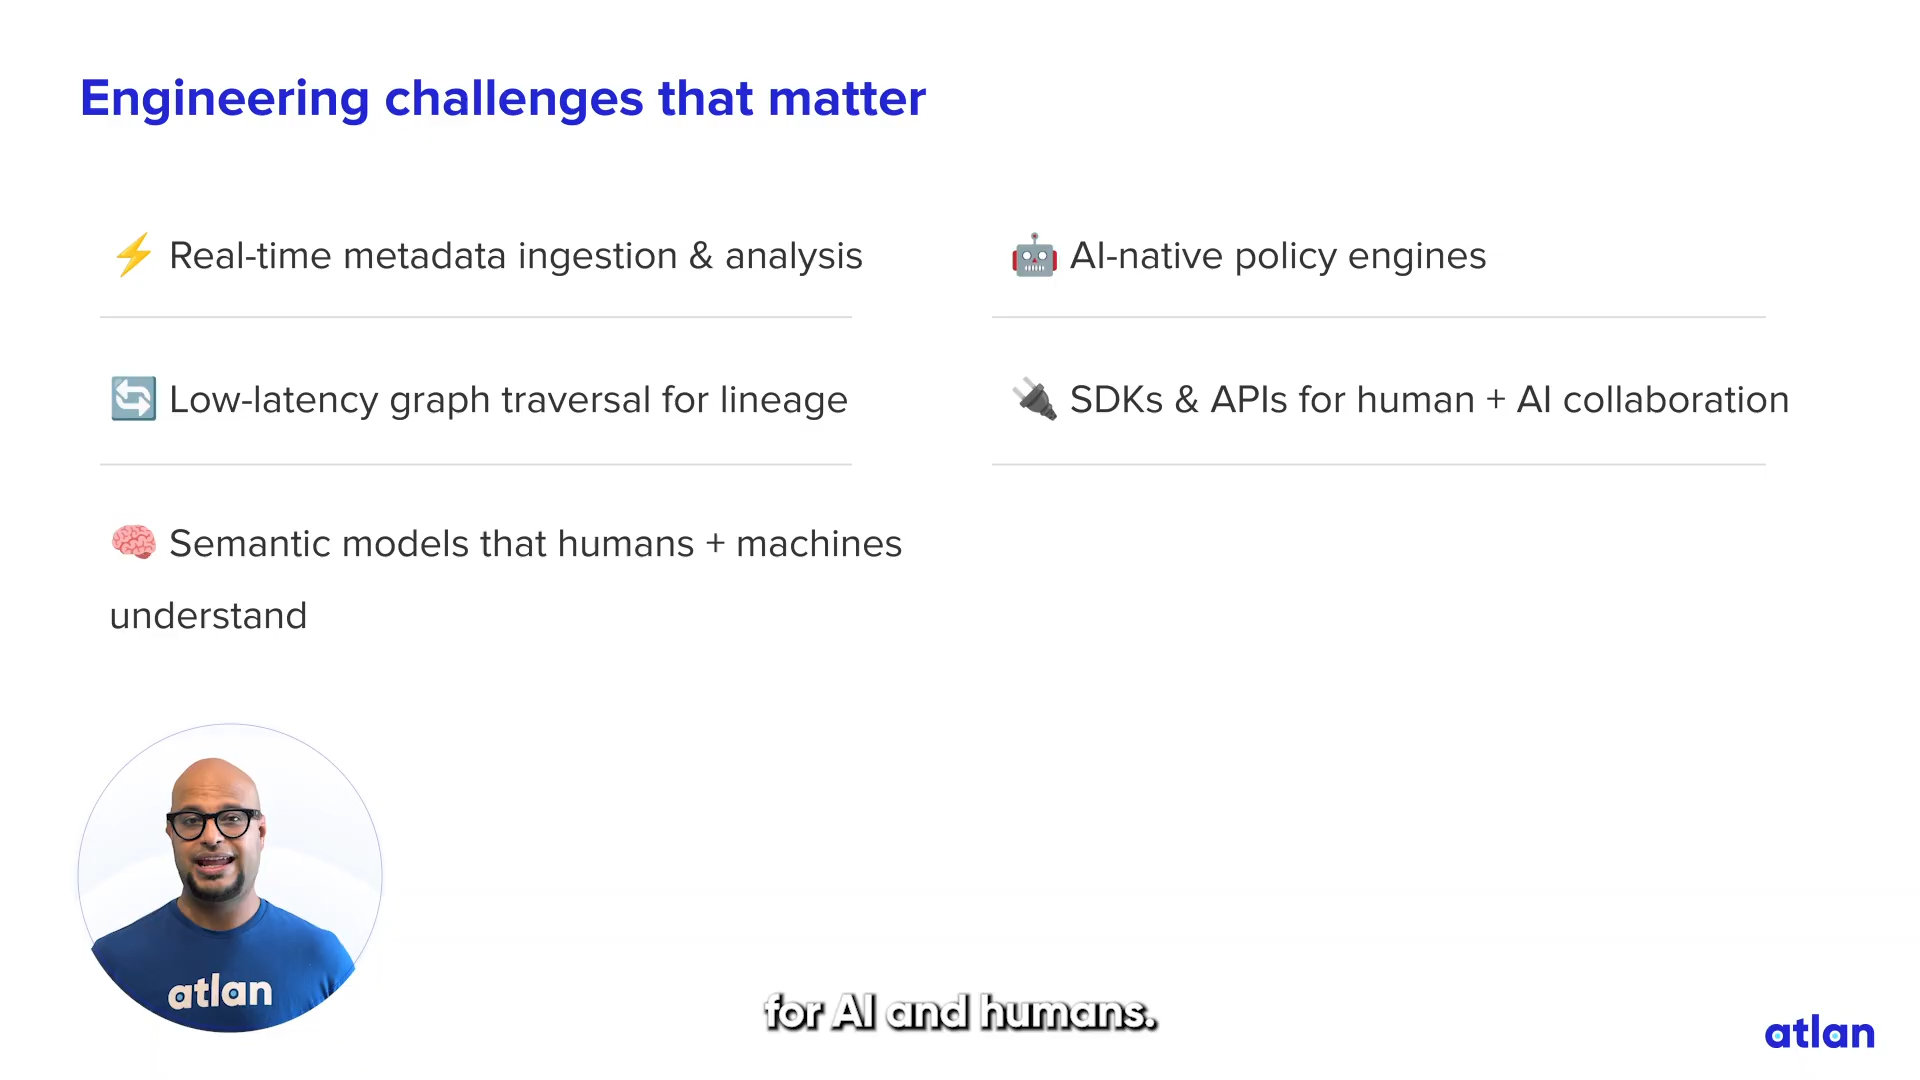 Engineering challenges that matter
⚡ Real-time metadata ingestion & analysis
🔄 Low-latency graph traversal for lineage
🧠 Semantic models that humans + machines
understand
🤖 AI-native policy engines
🔌 SDKs & APIs for human + AI collaboration
atlan
for AI and humans.
atlan